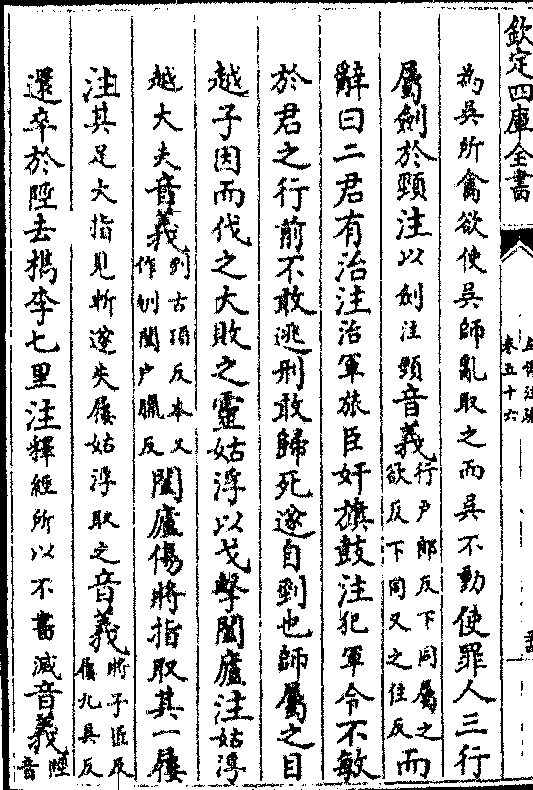 欽定四庫全書
卷五十六
為吳所禽欲使吳師亂取之而吳不動使罪人三行
屬劍於頸注以劍注頸音義行户郎反下同屬之欲反下同又之住反而
辭曰二君有治注治軍旅臣奸旗鼓注犯軍令不敏
於君之行前不敢逃刑敢歸死遂自剄也師屬之目
越子因而伐之大敗之靈姑浮以戈擊闔廬注姑浮
越大夫音義剄古頂反本又作刎闔户臘反闔廬傷將指取其一屨
注其足大指見斬遂失屨姑浮取之音義將子匠反屨九具反
還卒於陘去檇李七里注釋經所以不書滅音義陘音